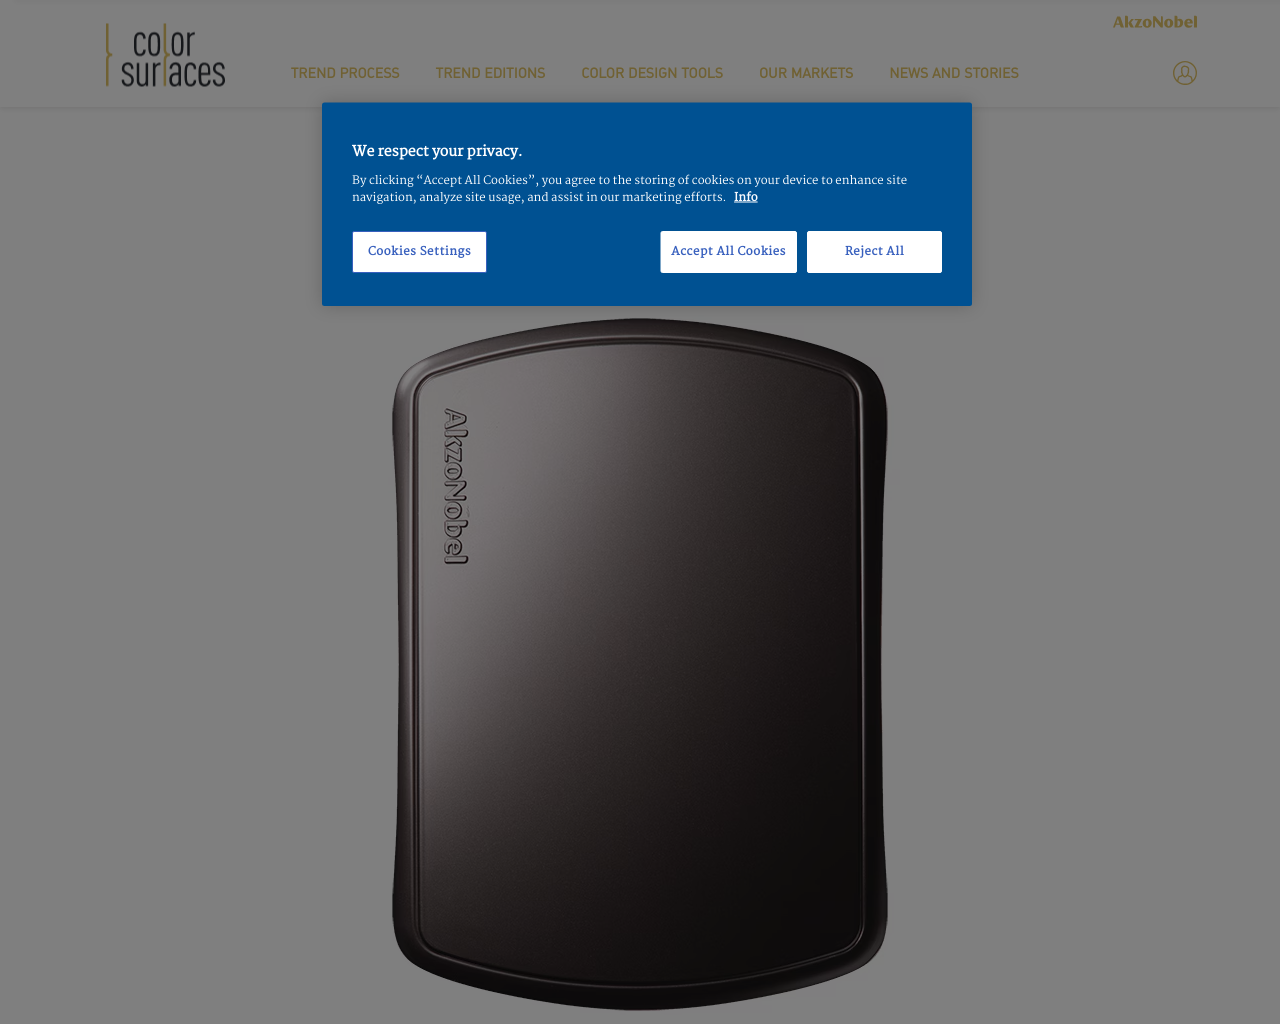 AkzoNobel
color
surfaces
TREND PROCESS
TREND EDITIONS
COLOR DESIGN TOOLS
OUR MARKETS
NEWS AND STORIES
We respect your privacy.
By clicking “Accept All Cookies”, you agree to the storing of cookies on your device to enhance site
navigation, analyze site usage, and assist in our marketing efforts. Info
Cookies Settings
Accept All Cookies
Reject All
AkzoNobel